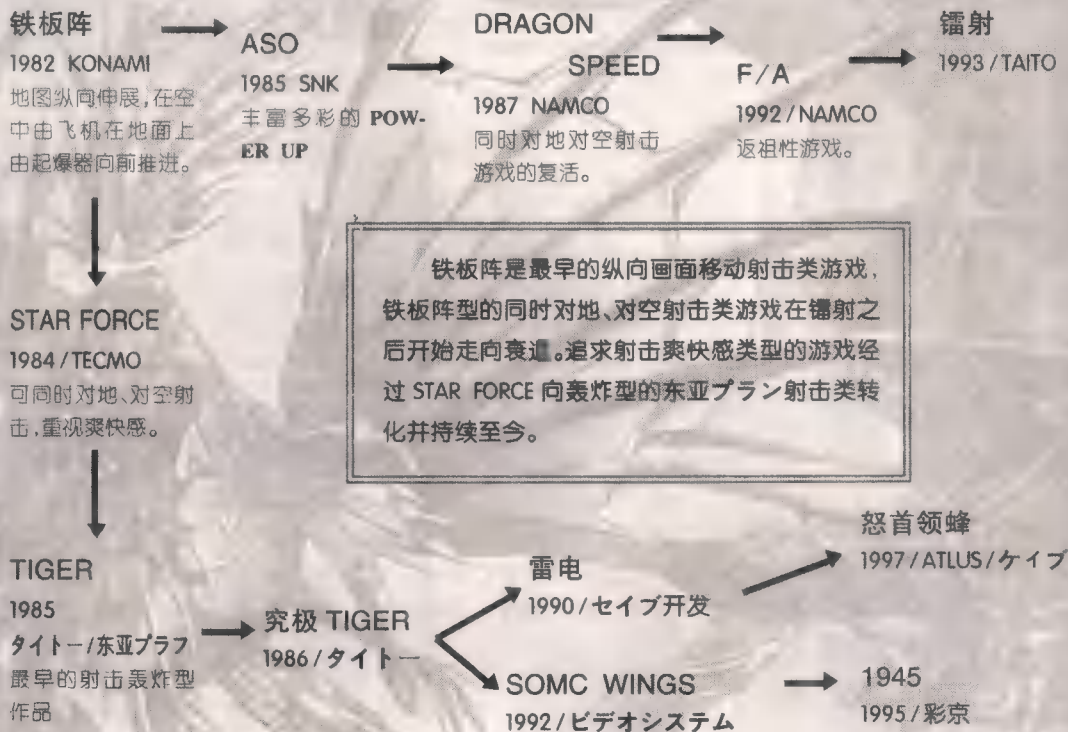 铁板阵
1982 KONAMI
地图纵向伸展,在空
中由飞机在地面上
由起爆器向前推进。
ASO
1985 SNK
丰富多彩的 POW-
ER UP
DRAGON
SPEED
1987 NAMCO
同时对地对空射击
游戏的复活。
F/A
1992/NAMCO
返祖性游戏。
镭射
1993/TAITO
铁板阵是最早的纵向画面移动射击类游戏,
铁板阵型的同时对地、对空射击类游戏在镭射之
后开始走向衰退。追求射击爽快感类型的游戏经
过 STAR FORCE 向轰炸型的东亚プラン射击类转
化并持续至今。
STAR FORCE
1984/TECMO
可同时对地、对空射
击,重视爽快感。
TIGER
1985
タイトー/东亚プラフ
最早的射击轰炸型
作品
究极 TIGER
1986/タイトー
雷电
1990/セイブ开发
怒首领蜂
1997/ATLUS/ケイブ
SOMC WINGS
1992/ビデオシステム
1945
1995/彩京